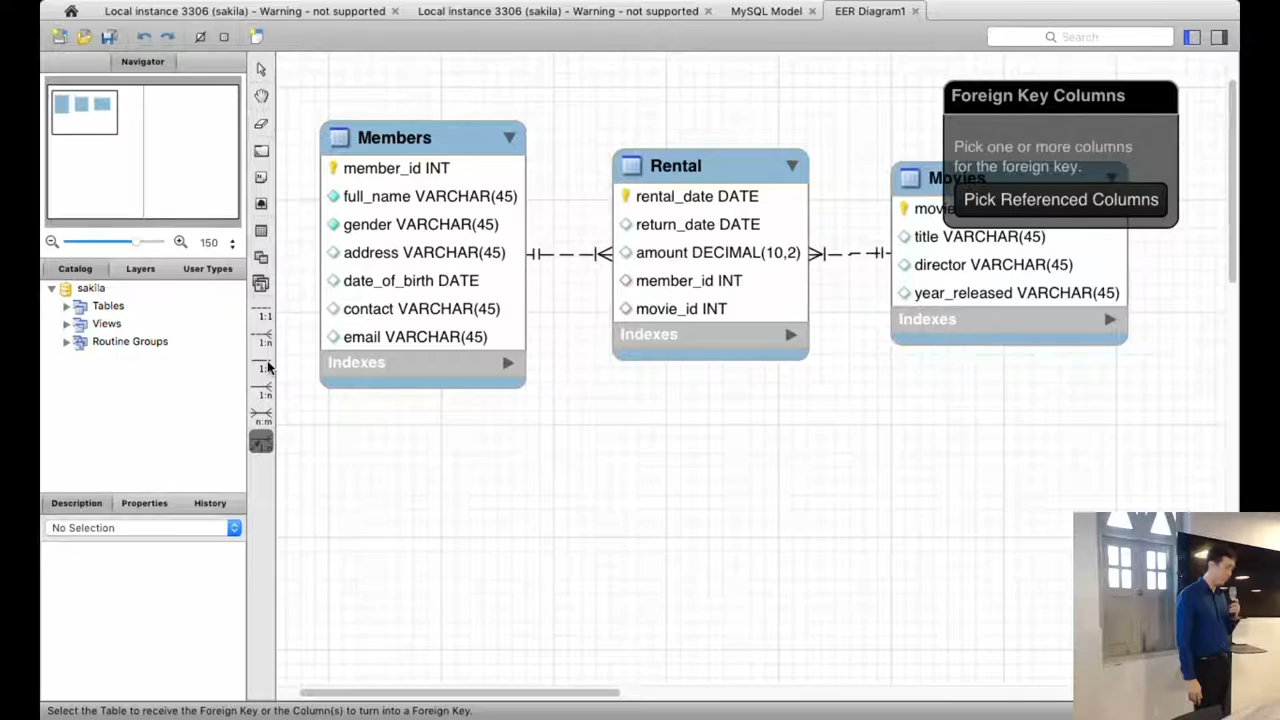 Local instance 3306 (sakila) - Warning - not supported
Local instance 3306 (sakila) - Warning - not supported
MySQL Model
EER Diagram1
Search
Navigator
150
Catalog
Layers
User Types
sakila
Tables
Views
Routine Groups
Description
Properties
History
No Selection
1:1
1:n
1:n
n:m
Members
member_id INT
full_name VARCHAR(45)
gender VARCHAR(45)
address VARCHAR(45)
date_of_birth DATE
contact VARCHAR(45)
email VARCHAR(45)
Indexes
Rental
rental_date DATE
return_date DATE
amount DECIMAL(10,2)
member_id INT
movie_id INT
Indexes
Foreign Key Columns
Pick one or more columns
for the foreign key.
Pick Referenced Columns
Movies
title VARCHAR(45)
director VARCHAR(45)
year_released VARCHAR(45)
Indexes
Select the Table to receive the Foreign Key or the Column(s) to turn into a Foreign Key.